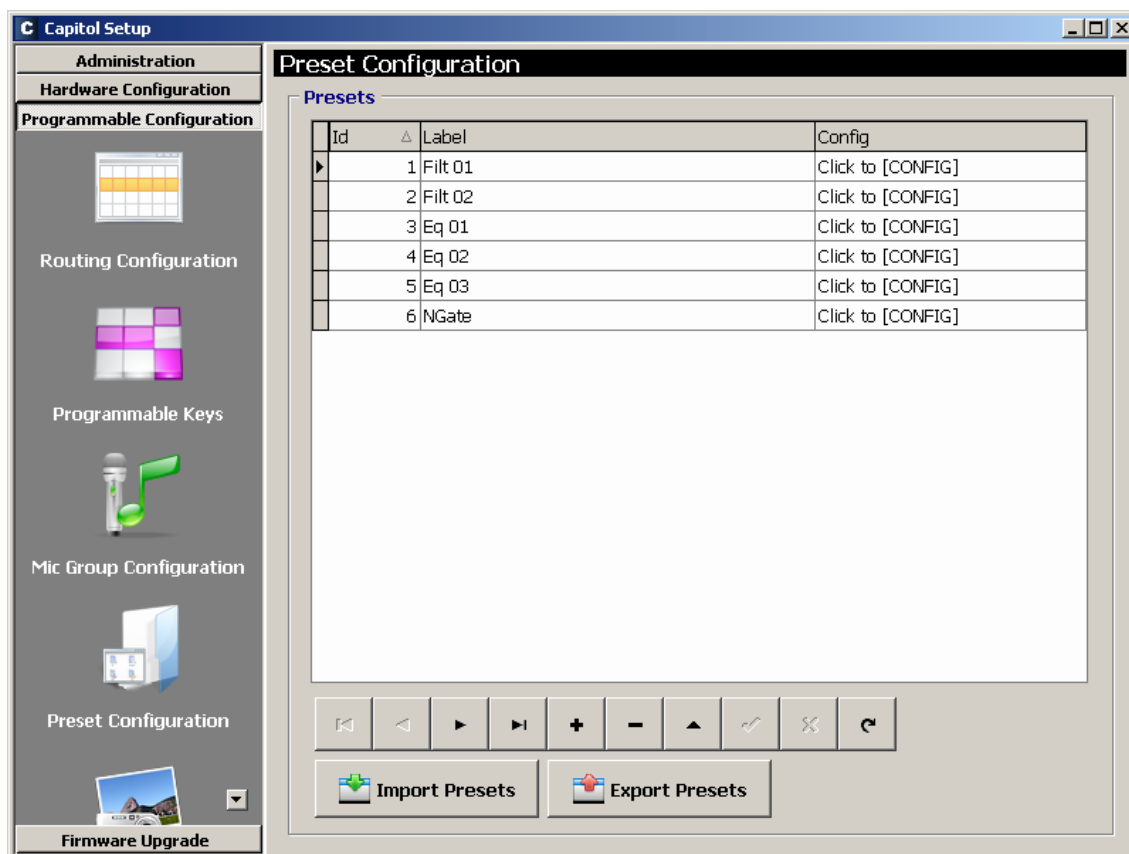 C Capitol Setup
Administration
Hardware Configuration
Programmable Configuration
Routing Configuration
Programmable Keys
Mic Group Configuration
Preset Configuration
Firmware Upgrade
Preset Configuration
Presets
Id Label Config
1 Filt 01 Click to [CONFIG]
2 Filt 02 Click to [CONFIG]
3 Eq 01 Click to [CONFIG]
4 Eq 02 Click to [CONFIG]
5 Eq 03 Click to [CONFIG]
6 NGate Click to [CONFIG]
Import Presets Export Presets